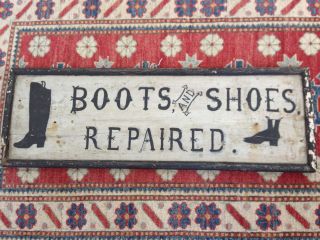 BOOTS, AND SHOES,
REPAIRED.